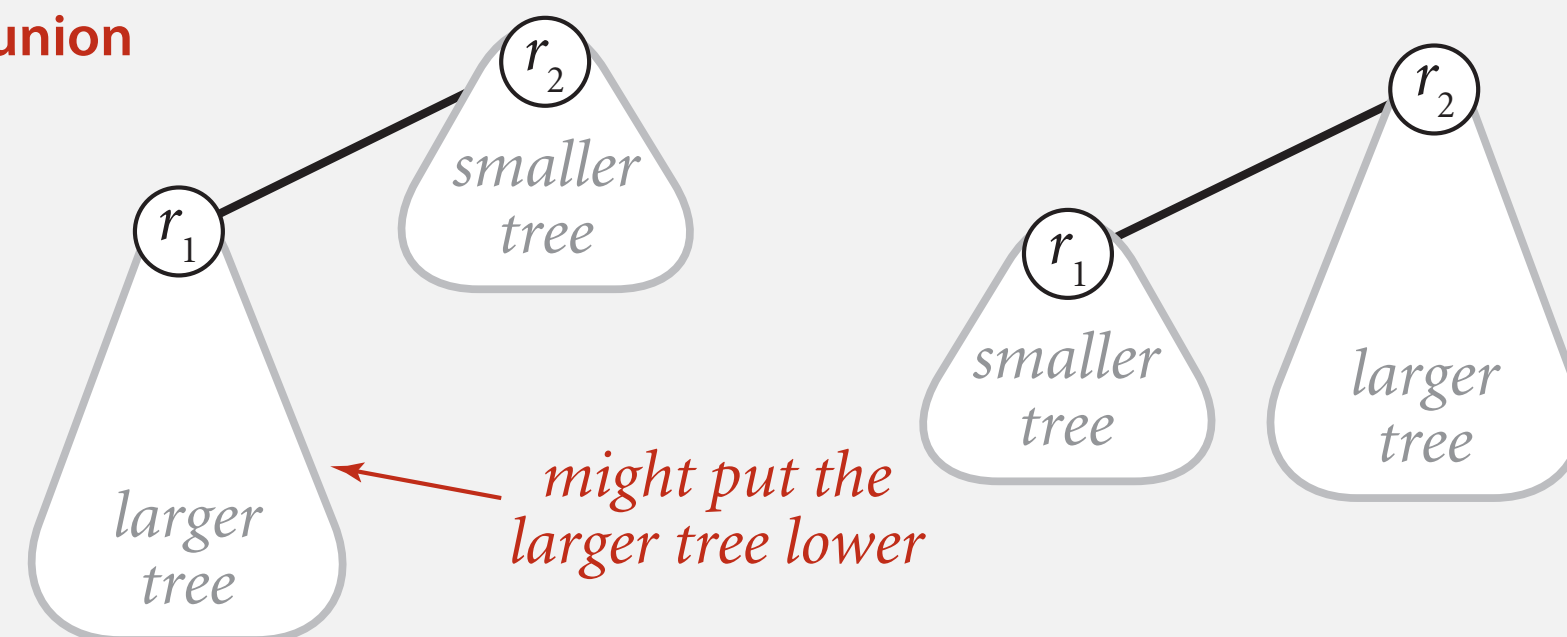 union
r2
smaller
tree
r1
larger
tree
might put the
larger tree lower
r2
r1
smaller
tree
larger
tree